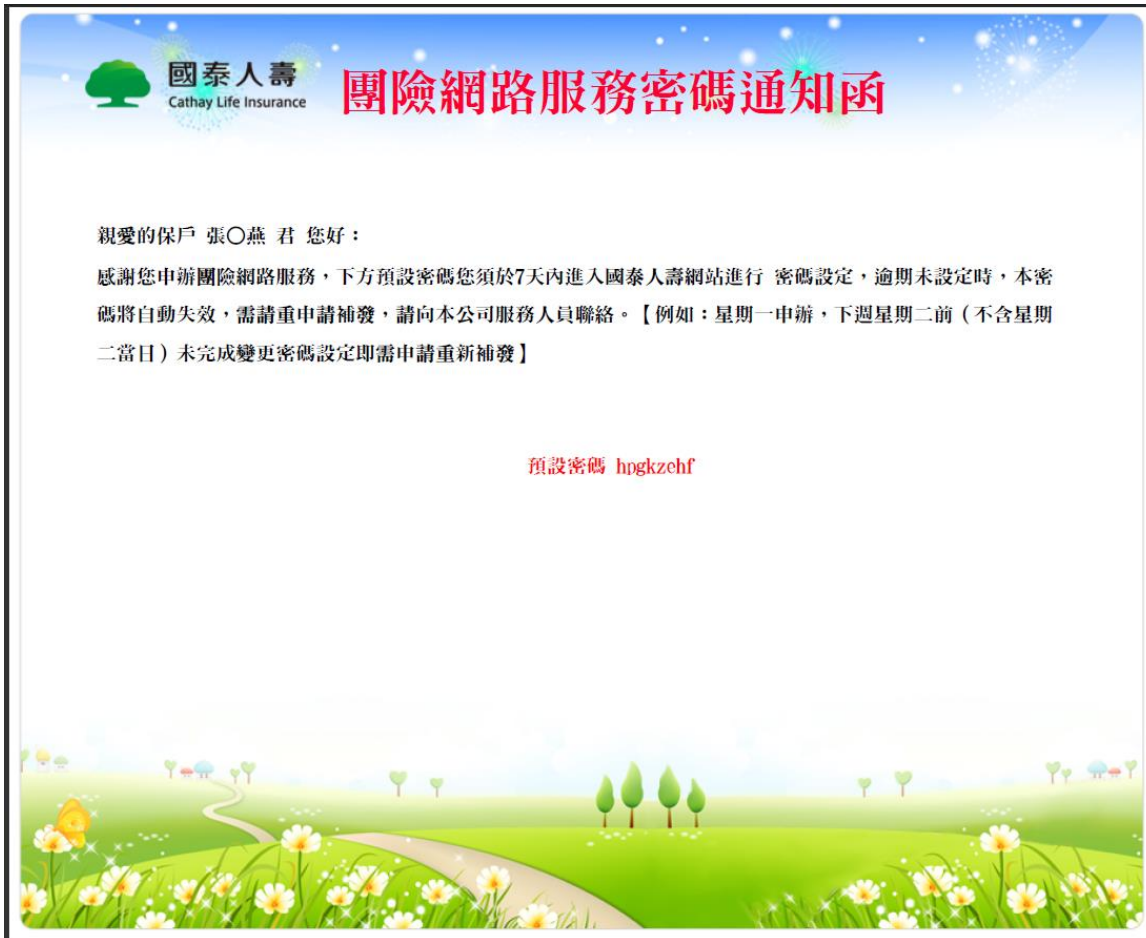 國泰人壽
Cathay Life Insurance
團險網路服務密碼通知函
親愛的保戶 張〇燕 君 您好：
感謝您申辦團險網路服務，下方預設密碼您須於7天內進入國泰人壽網站進行 密碼設定，逾期未設定時，本密
碼將自動失效，需請重申請補發，請向本公司服務人員聯絡。【例如：星期一申辦，下週星期二前（不含星期
二當日）未完成變更密碼設定即需申請重新補發】
預設密碼 hpgkzehf